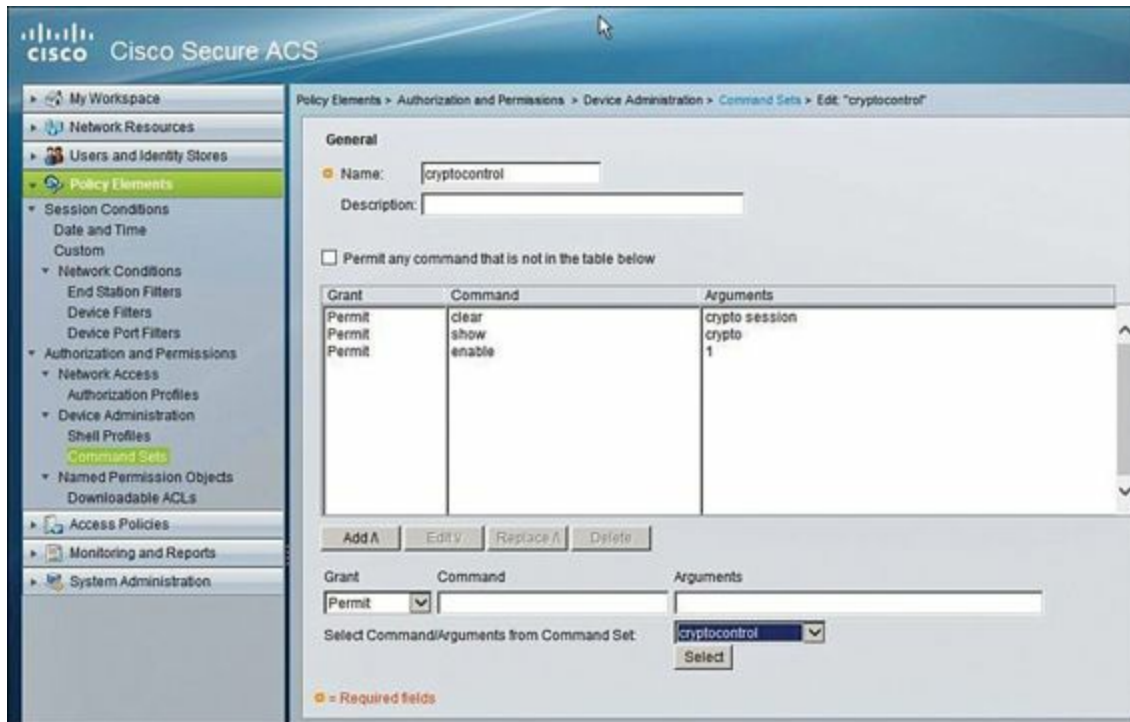 cisco Cisco Secure ACS
My Workspace
Network Resources
Users and Identity Stores
Policy Elements
Session Conditions
Date and Time
Custom
Network Conditions
End Station Filters
Device Filters
Device Port Filters
Authorization and Permissions
Network Access
Authorization Profiles
Device Administration
Shell Profiles
Command Sets
Named Permission Objects
Downloadable ACLs
Access Policies
Monitoring and Reports
System Administration
Policy Elements > Authorization and Permissions > Device Administration > Command Sets > Edit: "cryptocontrol"
General
Name: cryptocontrol
Description:
Permit any command that is not in the table below
Grant Command Arguments
Permit clear crypto session
Permit show crypto
Permit enable 1
Add /\ Edit V Replace /\ Delete
Grant Command Arguments
Permit
Select Command/Arguments from Command Set: cryptocontrol
Select
= Required fields